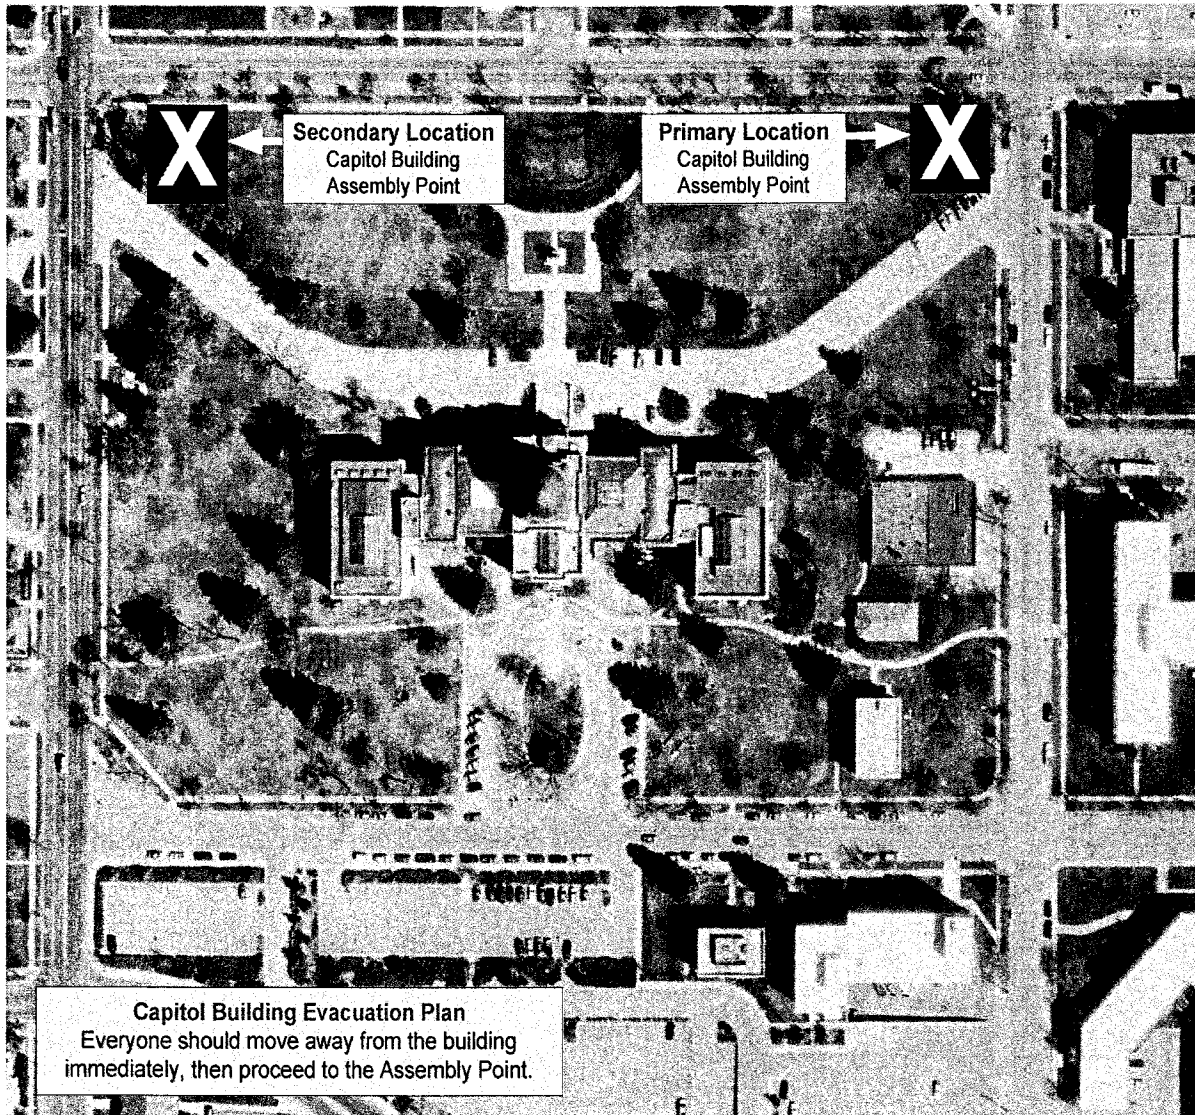 X
Secondary Location
Capitol Building
Assembly Point
Primary Location
Capitol Building
Assembly Point
X
Capitol Building Evacuation Plan
Everyone should move away from the building
immediately, then proceed to the Assembly Point.